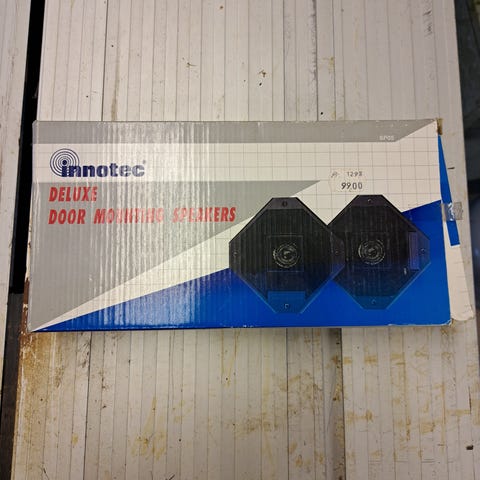 innotec
DELUXE
DOOR MOUNTING SPEAKERS
1298
9900